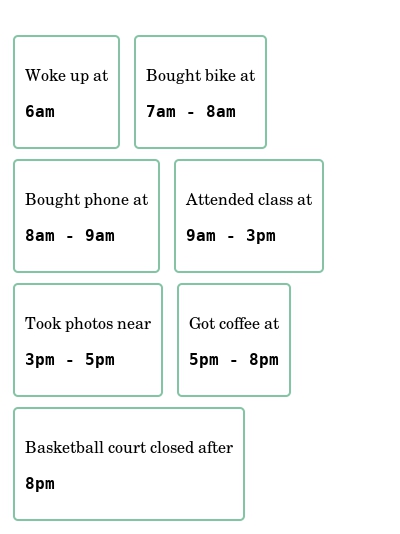 Woke up at
6am
Bought bike at
7am - 8am
Bought phone at
8am - 9am
Attended class at
9am - 3pm
Took photos near
3pm - 5pm
Got coffee at
5pm - 8pm
Basketball court closed after
8pm